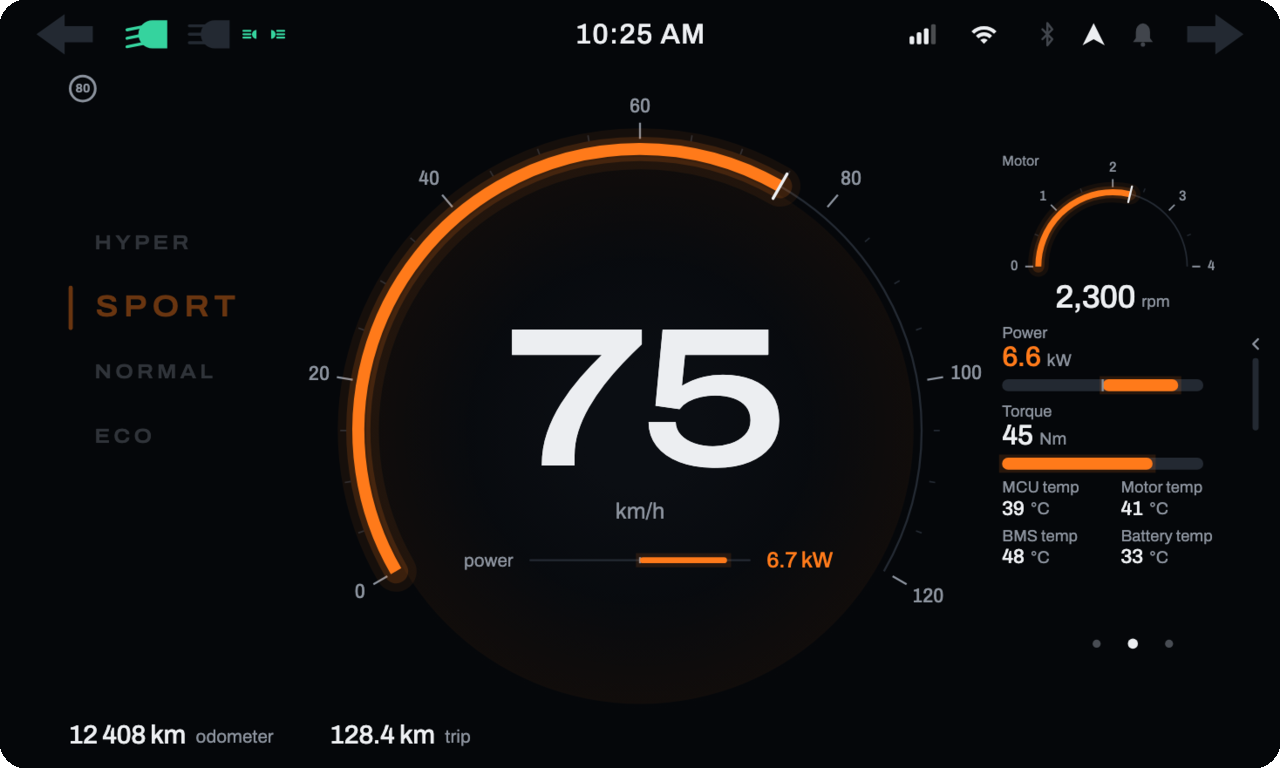 10:25 AM
80
HYPER
SPORT
NORMAL
ECO
0
20
40
60
80
100
120
75
km/h
power 6.7 kW
Motor
0
1
2
3
4
2,300 rpm
Power
6.6 kW
Torque
45 Nm
MCU temp Motor temp
39 °C 41 °C
BMS temp Battery temp
48 °C 33 °C
12 408 km odometer 128.4 km trip